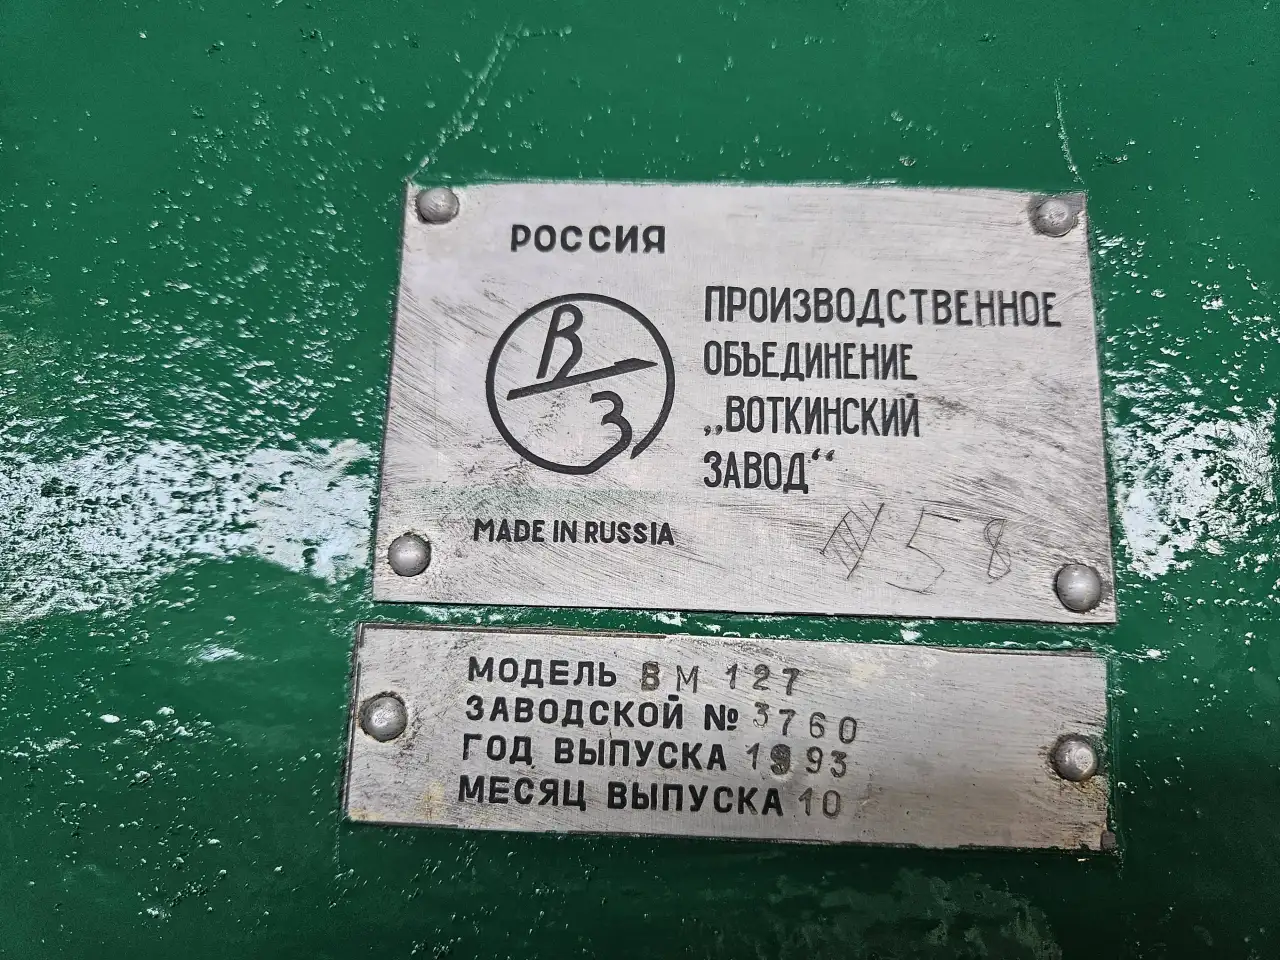 РОССИЯ
В
З
ПРОИЗВОДСТВЕННОЕ
ОБЪЕДИНЕНИЕ
„ВОТКИНСКИЙ
ЗАВОД“
MADE IN RUSSIA
58
МОДЕЛЬ ВМ 127
ЗАВОДСКОЙ № 3760
ГОД ВЫПУСКА 1993
МЕСЯЦ ВЫПУСКА 10